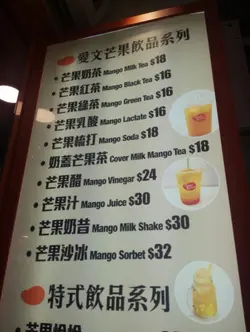 愛文芒果飲品系列
芒果奶茶 Mango Milk Tea $18
芒果紅茶 Mango Black Tea $16
芒果綠茶 Mango Green Tea $16
芒果乳酸 Mango Lactate $16
芒果梳打 Mango Soda $18
奶蓋芒果茶 Cover Milk Mango Tea $18
芒果醋 Mango Vinegar $24
芒果汁 Mango Juice $30
芒果奶昔 Mango Milk Shake $30
芒果沙冰 Mango Sorbet $32
特式飲品系列